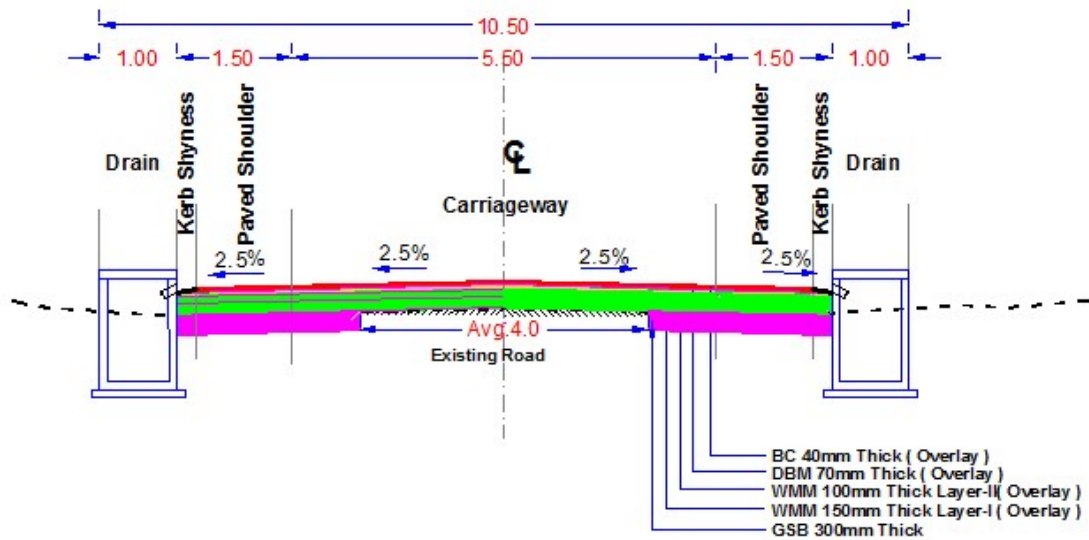 10.50
1.00 1.50 5.50 1.50 1.00
Drain
Kerb Shyness
Paved Shoulder
CL
Carriageway
Paved Shoulder
Kerb Shyness
Drain
2.5% 2.5% 2.5% 2.5%
Avg.4.0
Existing Road
BC 40mm Thick ( Overlay )
DBM 70mm Thick ( Overlay )
WMM 100mm Thick Layer-II( Overlay )
WMM 150mm Thick Layer-I ( Overlay )
GSB 300mm Thick